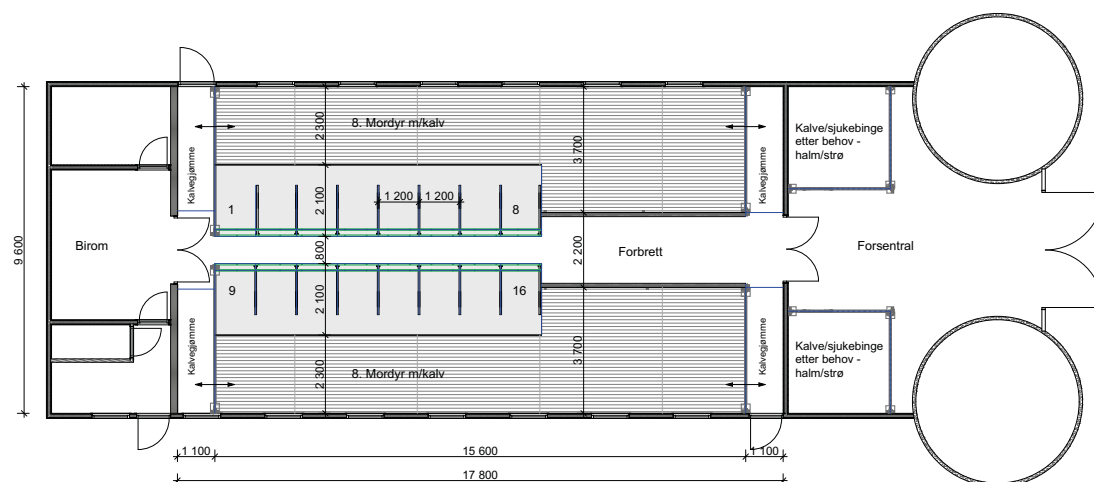 8. Mordyr m/kalv
Kalvegjømme
Kalvegjømme
Kalve/sjukebinge
etter behov -
halm/strø
2 300
3 700
1 200
1 200
2 100
1
8
Birom
800
2 200
Forbrett
Forsentral
9 600
9
16
2 100
3 700
2 300
Kalvegjømme
Kalvegjømme
8. Mordyr m/kalv
Kalve/sjukebinge
etter behov -
halm/strø
1 100
15 600
1 100
17 800